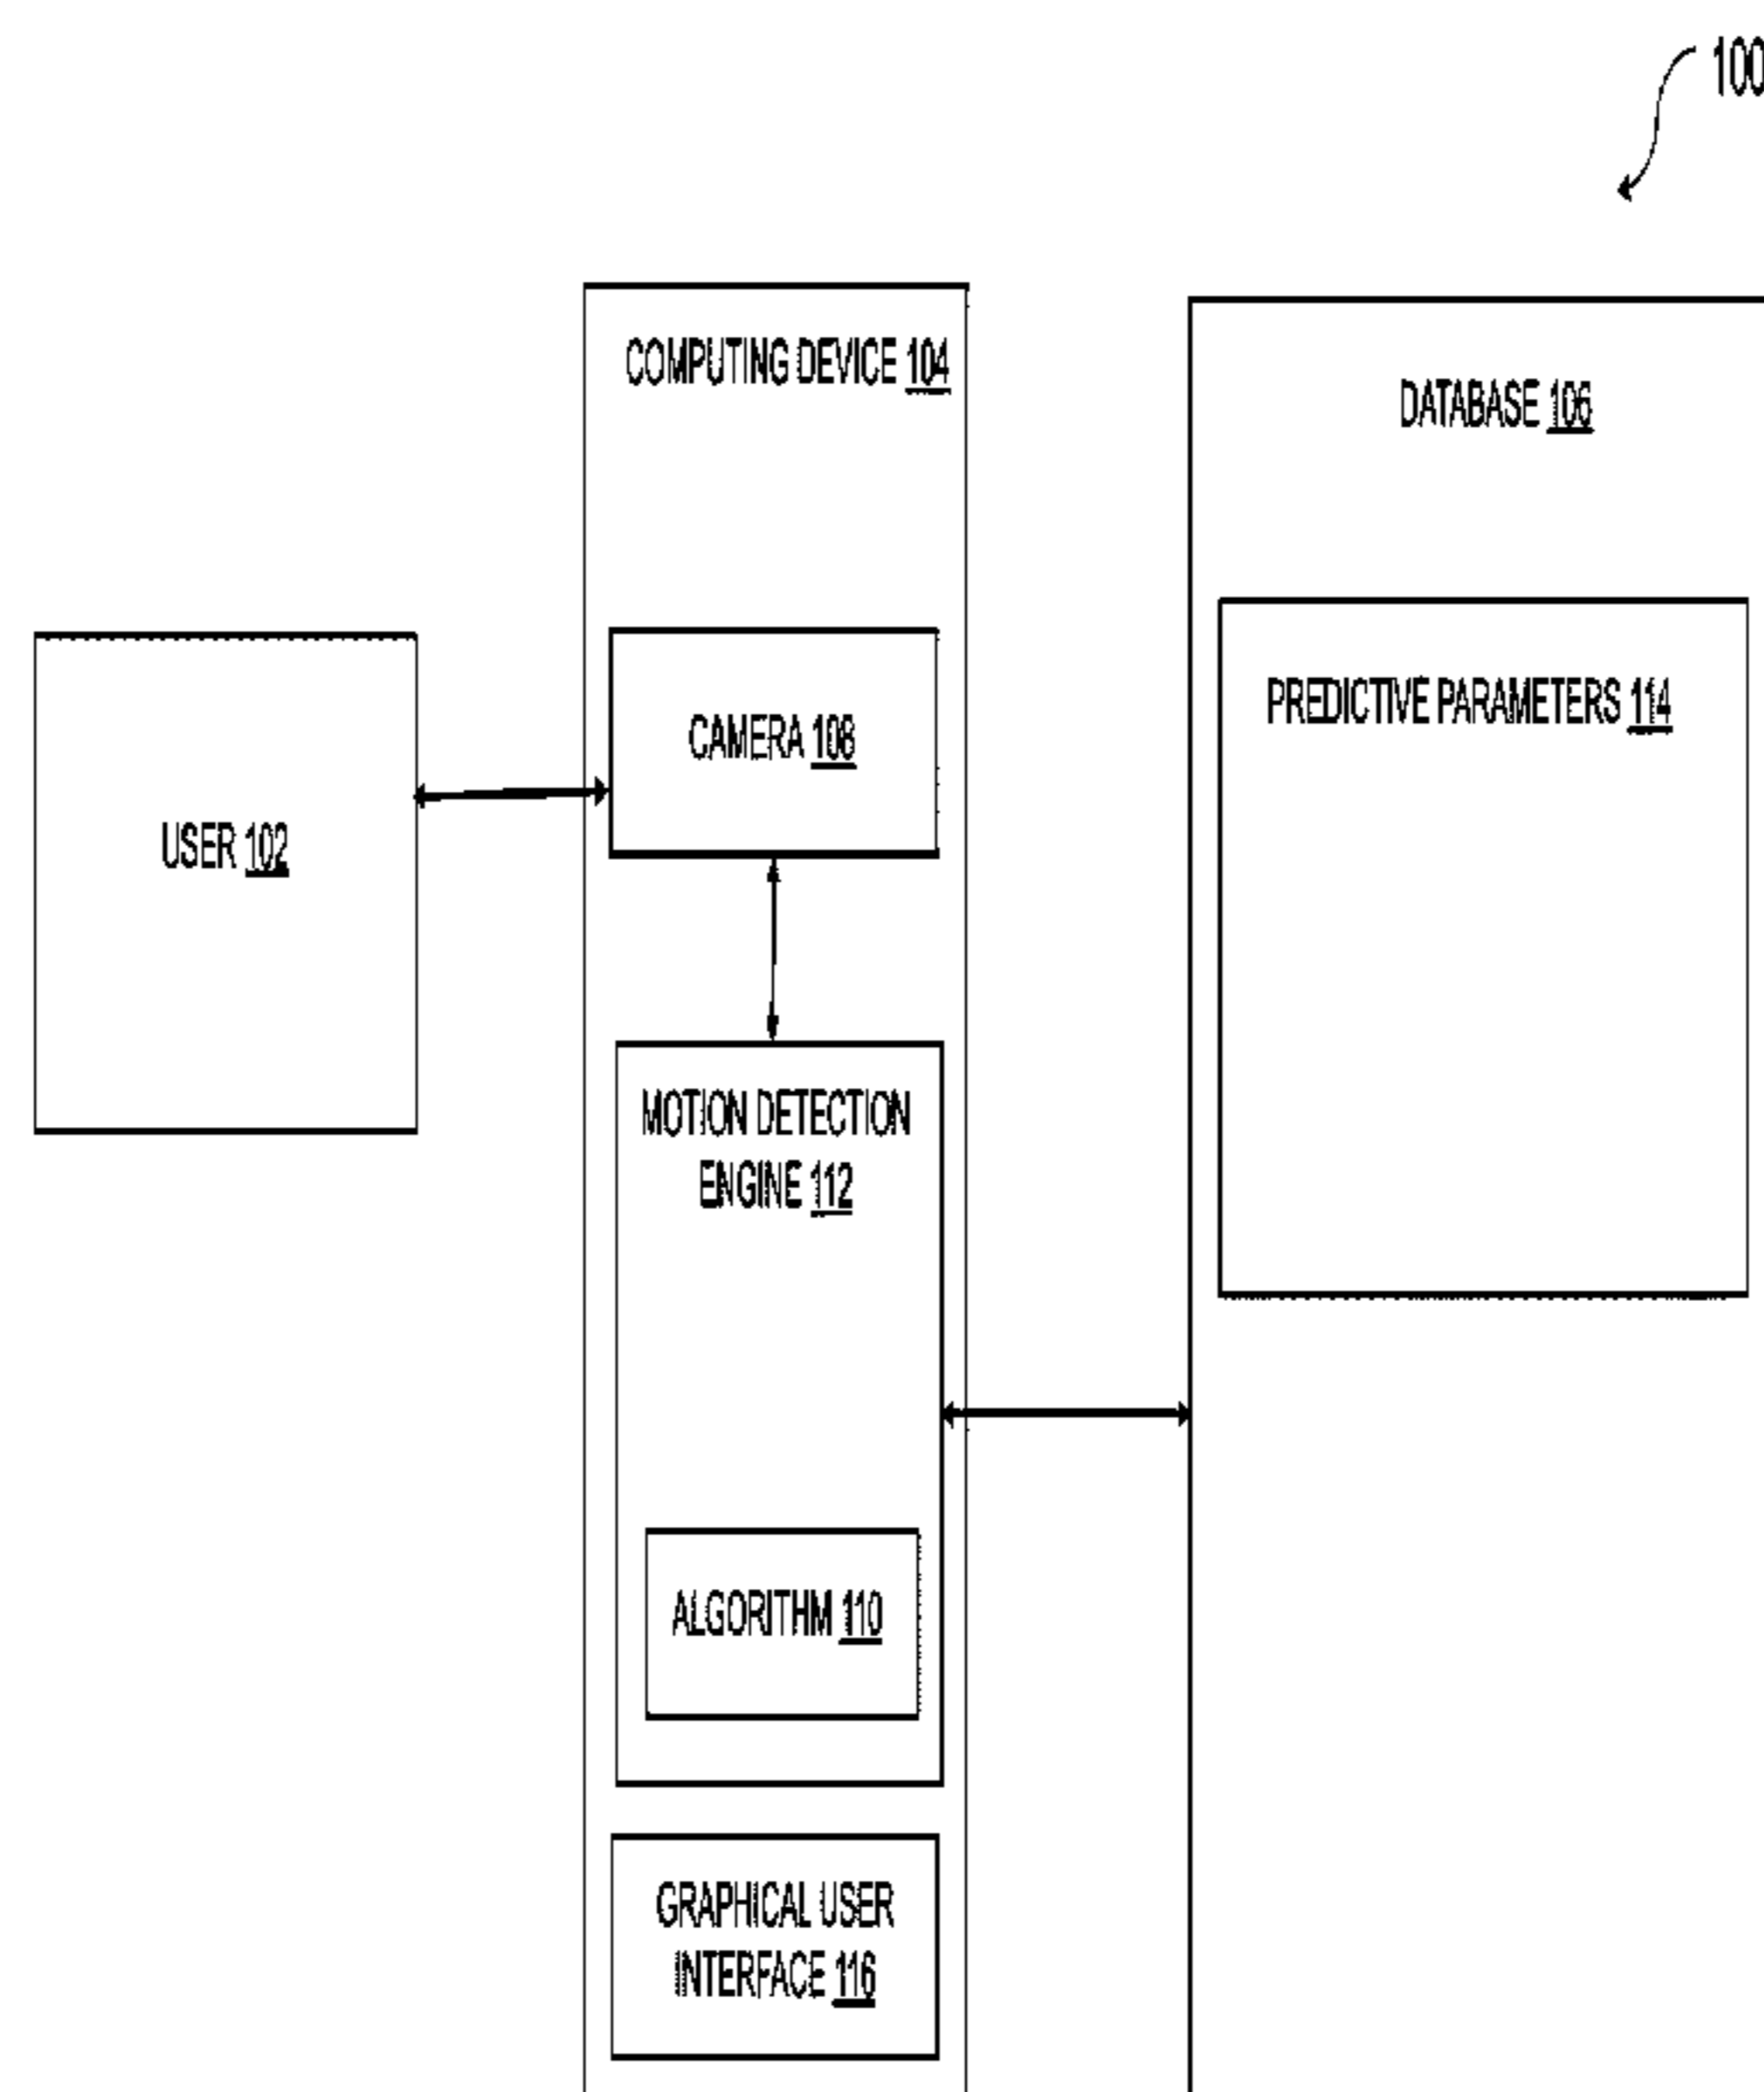 100
COMPUTING DEVICE 104
DATABASE 106
PREDICTIVE PARAMETERS 114
CAMERA 108
USER 102
MOTION DETECTION
ENGINE 112
ALGORITHM 110
GRAPHICAL USER
INTERFACE 116